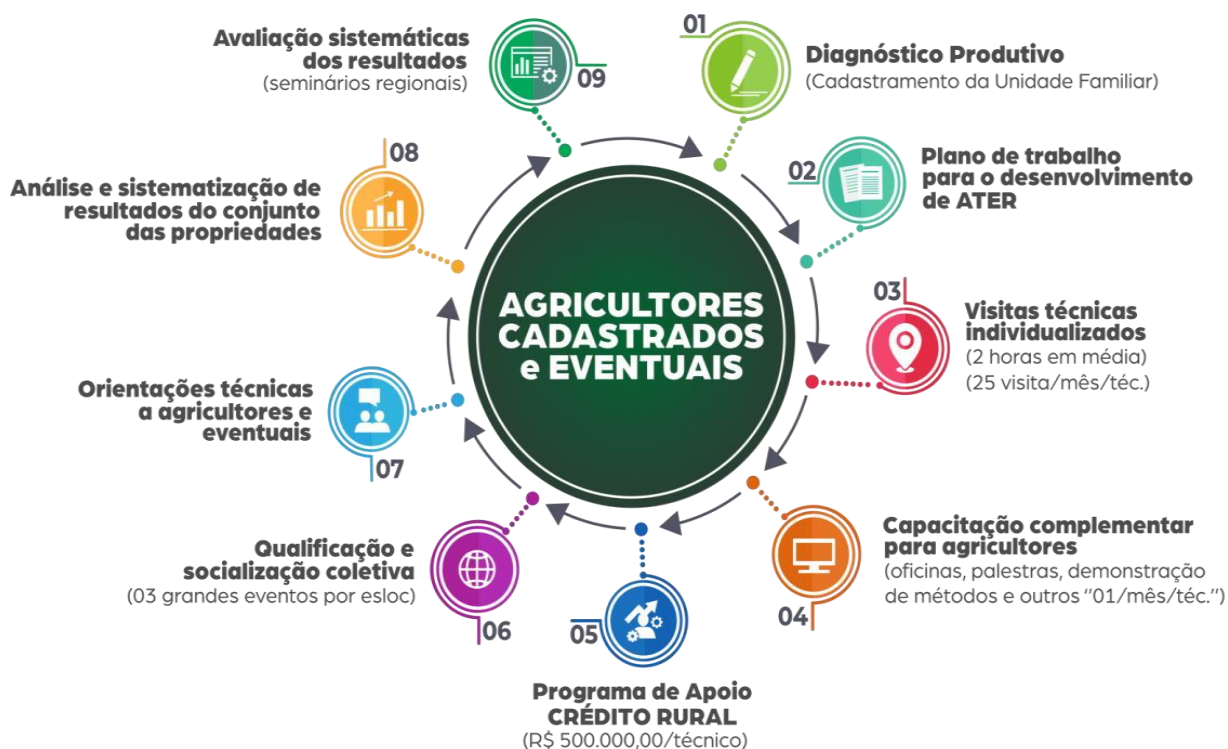 01
Diagnóstico Produtivo
(Cadastramento da Unidade Familiar)
02
Plano de trabalho
para o desenvolvimento
de ATER
03
Visitas técnicas
individualizados
(2 horas em média)
(25 visita/mês/téc.)
04
Capacitação complementar
para agricultores
(oficinas, palestras, demonstração
de métodos e outros "01/mês/téc.")
05
Programa de Apoio
CRÉDITO RURAL
(R$ 500.000,00/técnico)
06
Qualificação e
socialização coletiva
(03 grandes eventos por esloc)
07
Orientações técnicas
a agricultores e
eventuais
08
Análise e sistematização de
resultados do conjunto
das propriedades
09
Avaliação sistemáticas
dos resultados
(seminários regionais)
AGRICULTORES
CADASTRADOS
e EVENTUAIS